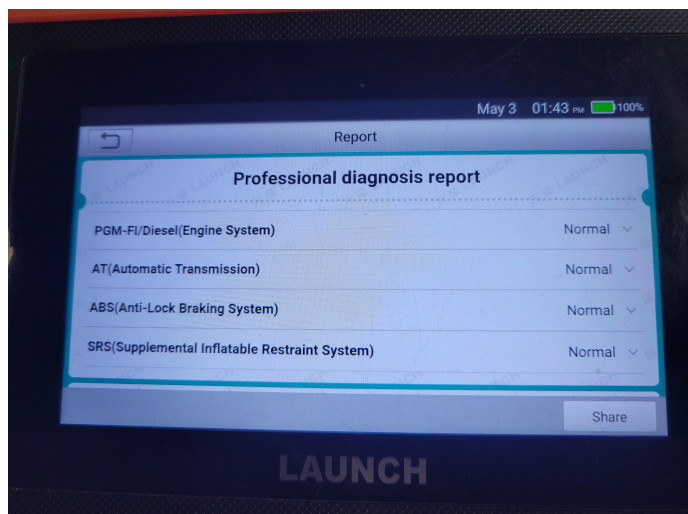 May 3 01:43 PM 100%
Report
Professional diagnosis report
PGM-FI/Diesel(Engine System) Normal
AT(Automatic Transmission) Normal
ABS(Anti-Lock Braking System) Normal
SRS(Supplemental Inflatable Restraint System) Normal
Share
LAUNCH